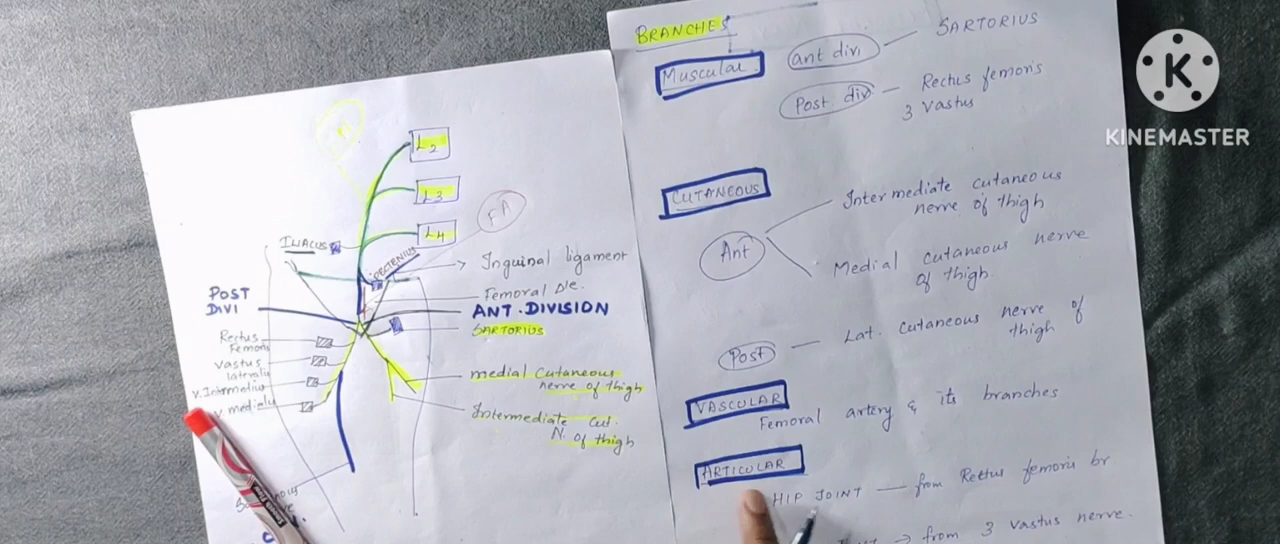 L2
L3
L4
FA
ILIACUS
PECTENIUS
Inguinal ligament
Femoral
POST
DIVI
ANT. DIVISION
SARTORIUS
Rectus
Femoris
Vastus
lateralis
V. Intermedius
V medialis
medial Cutaneous
nerve of thigh
Intermediate Cut.
N. of thigh
BRANCHES
Muscular
ant divi
SARTORIUS
Post. div
Rectus femoris
3 Vastus
CUTANEOUS
Intermediate cutaneous
nerve of thigh
Ant
Medial cutaneous nerve
of thigh
Post
Lat. cutaneous nerve of
thigh
VASCULAR
Femoral artery & its branches
ARTICULAR
HIP JOINT — from Rectus femoris br
→ from 3 Vastus nerve.
K
KINEMASTER